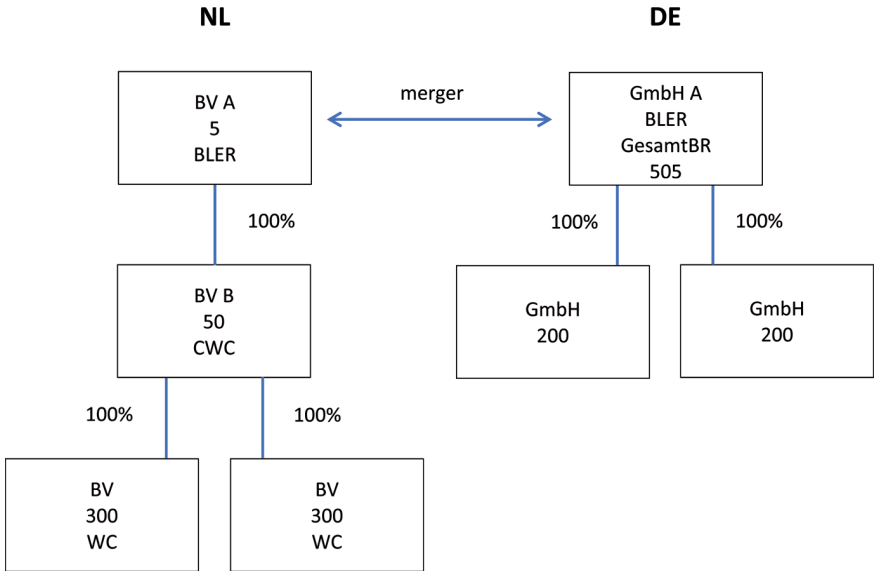 NL
DE
BV A
5
BLER
merger
GmbH A
BLER
GesamtBR
505
100%
100%
100%
BV B
50
CWC
GmbH
200
GmbH
200
100%
100%
BV
300
WC
BV
300
WC